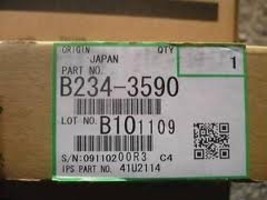 ORIGIN QTY
JAPAN 1
PART NO.
B234-3590
LOT NO. B101109
S/N:09110200R3 C4
IPS PART NO. 41U2114